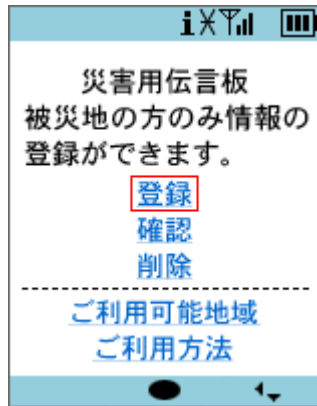 災害用伝言板
被災地の方のみ情報の
登録ができます。
登録
確認
削除
ご利用可能地域
ご利用方法